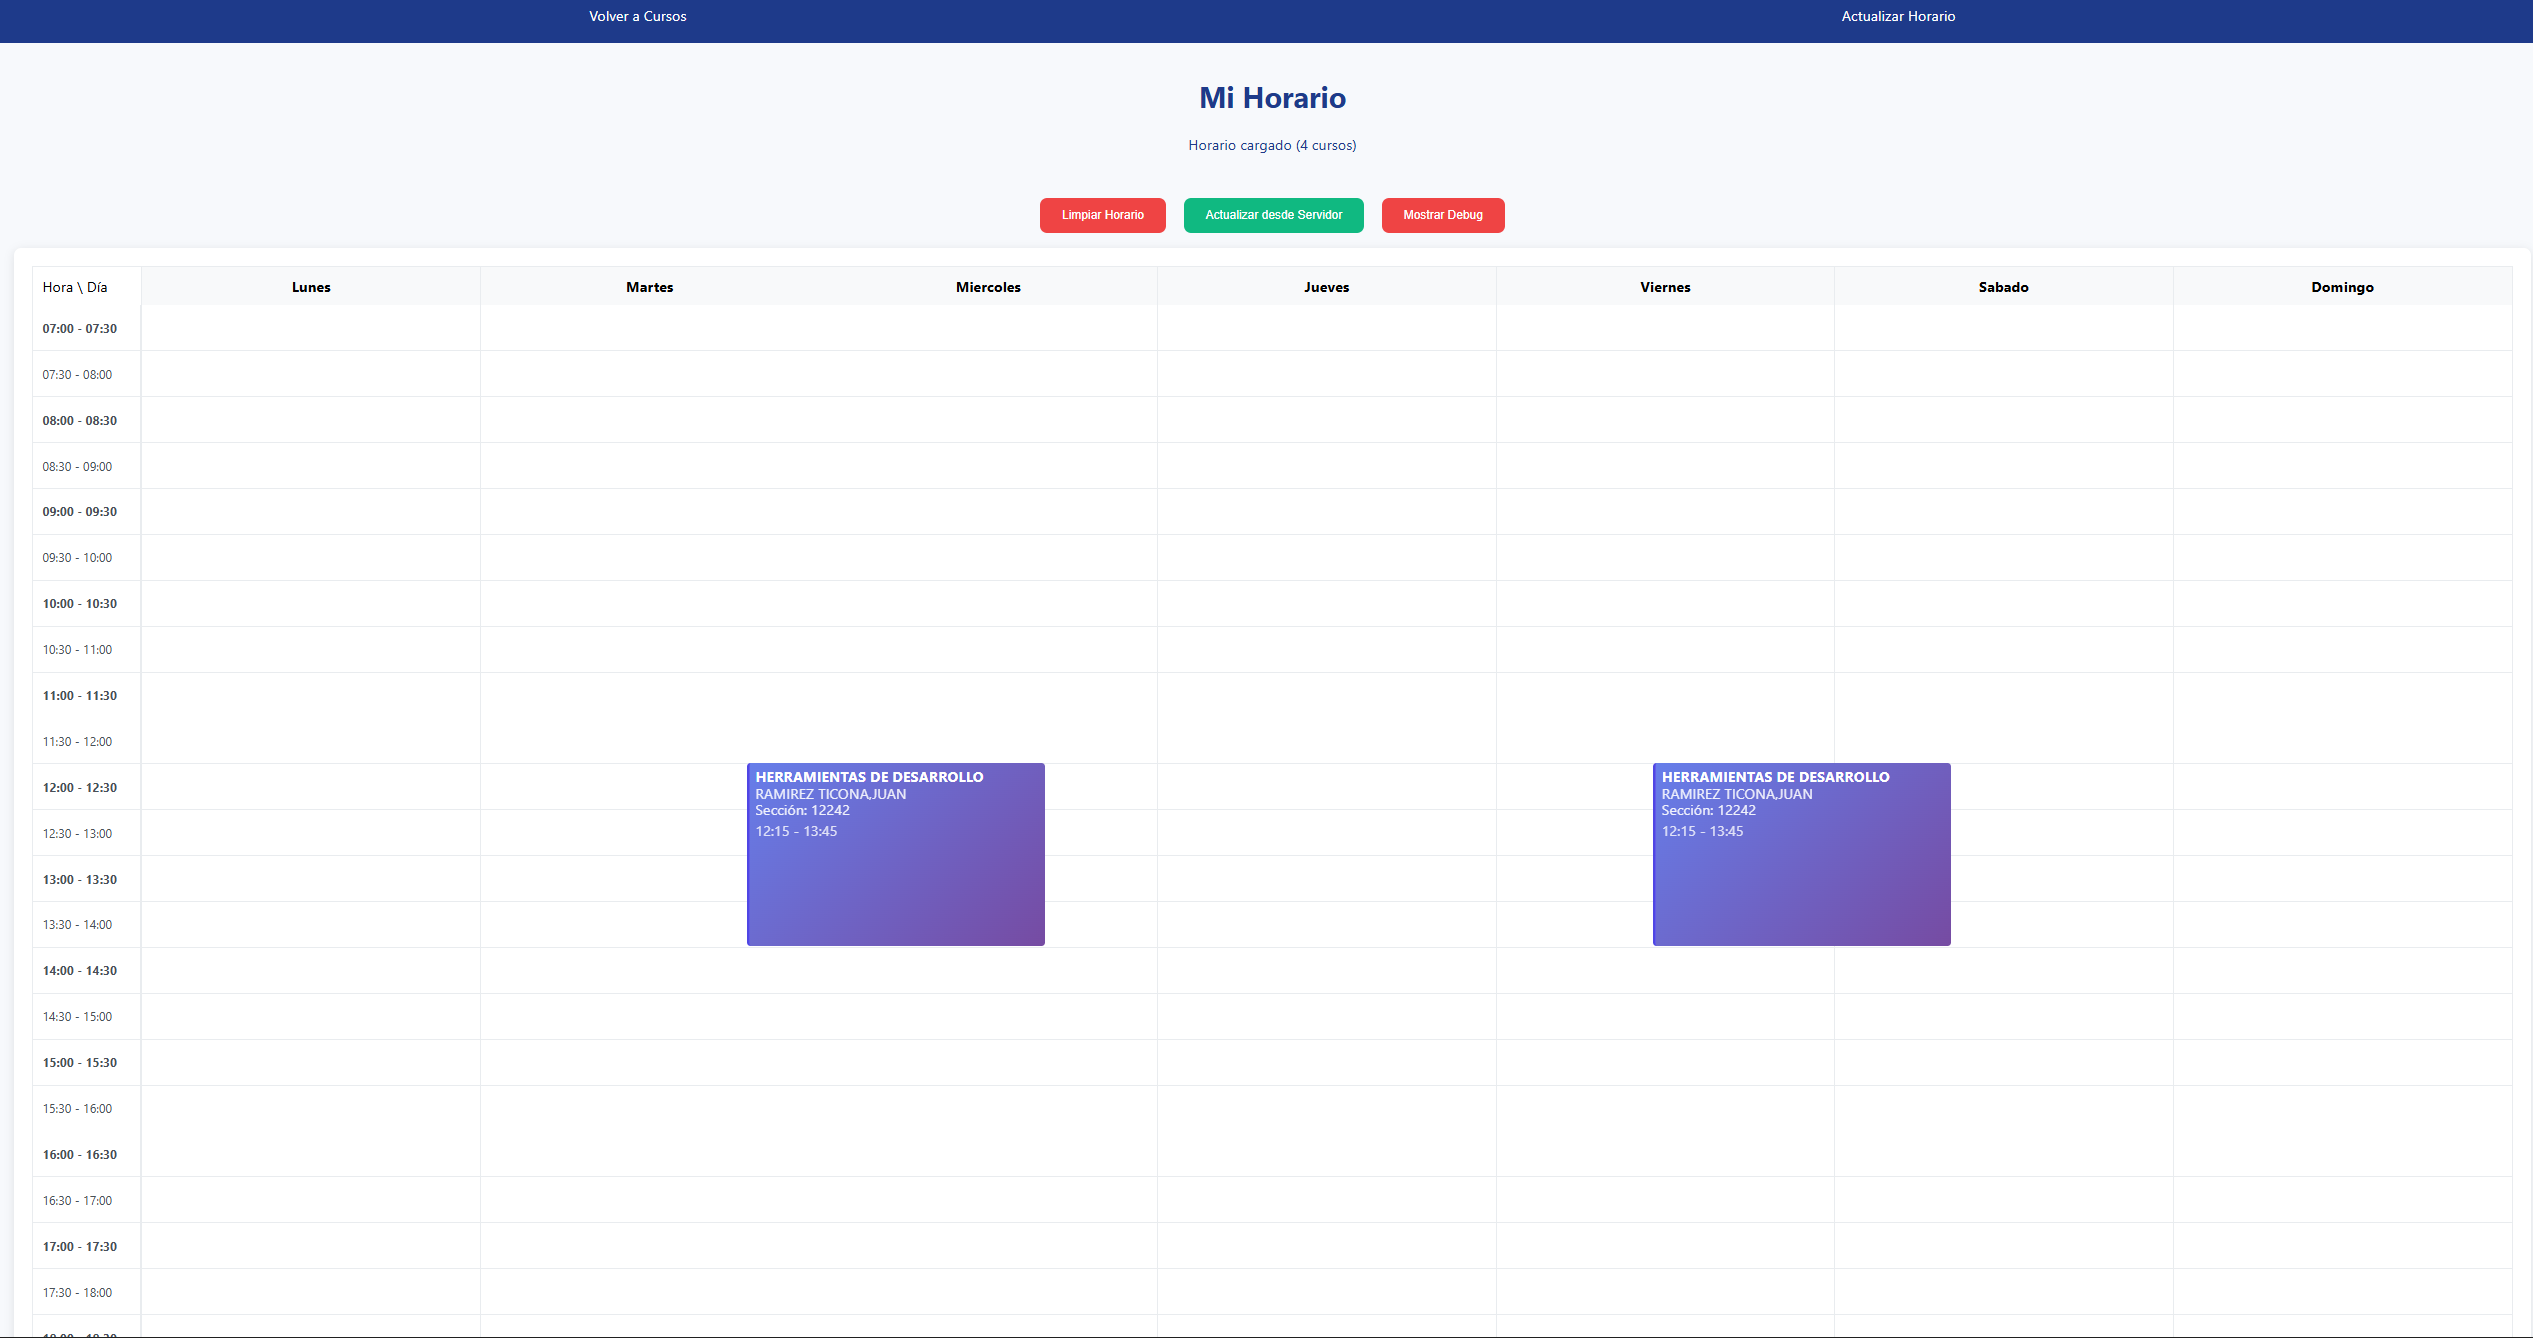 Volver a Cursos
Actualizar Horario
Mi Horario
Horario cargado (4 cursos)
Limpiar Horario
Actualizar desde Servidor
Mostrar Debug
Hora \ Día
Lunes
Martes
Miercoles
Jueves
Viernes
Sabado
Domingo
07:00 - 07:30
07:30 - 08:00
08:00 - 08:30
08:30 - 09:00
09:00 - 09:30
09:30 - 10:00
10:00 - 10:30
10:30 - 11:00
11:00 - 11:30
11:30 - 12:00
12:00 - 12:30
12:30 - 13:00
13:00 - 13:30
13:30 - 14:00
HERRAMIENTAS DE DESARROLLO
RAMIREZ TICONA,JUAN
Sección: 12242
12:15 - 13:45
HERRAMIENTAS DE DESARROLLO
RAMIREZ TICONA,JUAN
Sección: 12242
12:15 - 13:45
14:00 - 14:30
14:30 - 15:00
15:00 - 15:30
15:30 - 16:00
16:00 - 16:30
16:30 - 17:00
17:00 - 17:30
17:30 - 18:00